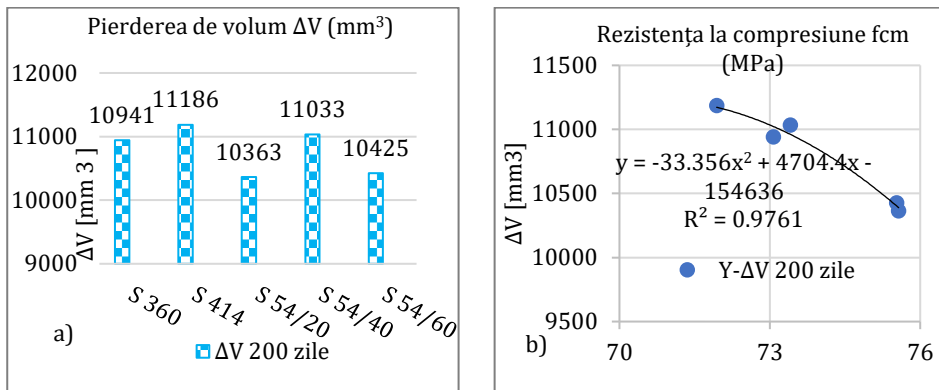 Pierderea de volum ΔV (mm³)
12000
11000
10000
9000
ΔV [mm 3 ]
10941
11186
10363
11033
10425
S 360
S 414
S 54/20
S 54/40
S 54/60
a)
ΔV 200 zile
Rezistența la compresiune fcm
(MPa)
11500
11000
10500
10000
9500
ΔV [mm3]
y = -33.356x² + 4704.4x -
154636
R² = 0.9761
Y-ΔV 200 zile
b)
70
73
76